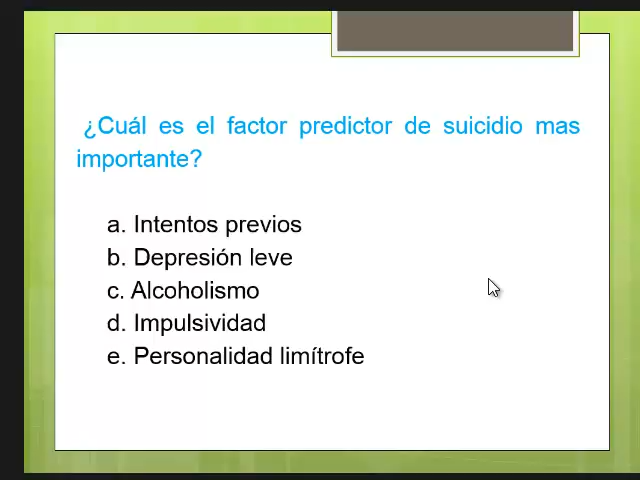 ¿Cuál es el factor predictor de suicidio mas
importante?
a. Intentos previos
b. Depresión leve
c. Alcoholismo
d. Impulsividad
e. Personalidad limítrofe